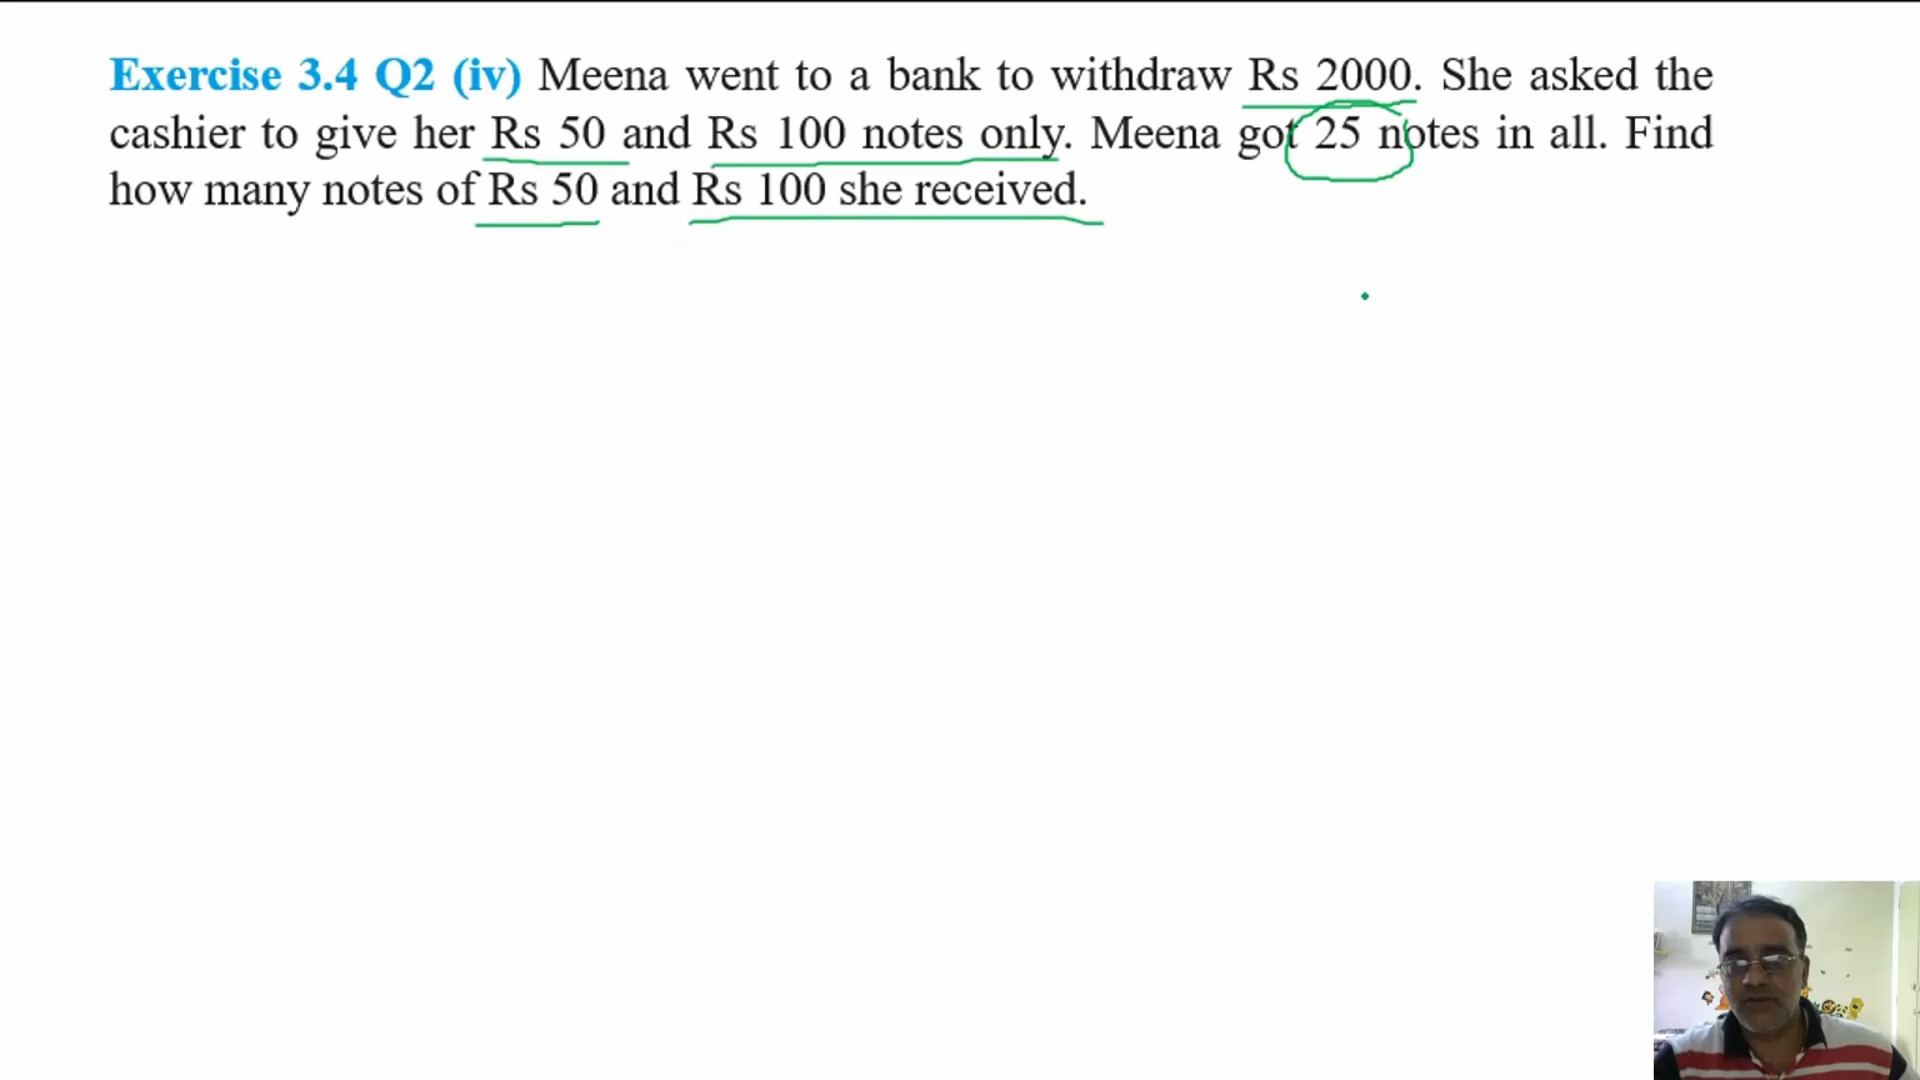 Exercise 3.4 Q2 (iv) Meena went to a bank to withdraw Rs 2000. She asked the
cashier to give her Rs 50 and Rs 100 notes only. Meena got 25 notes in all. Find
how many notes of Rs 50 and Rs 100 she received.